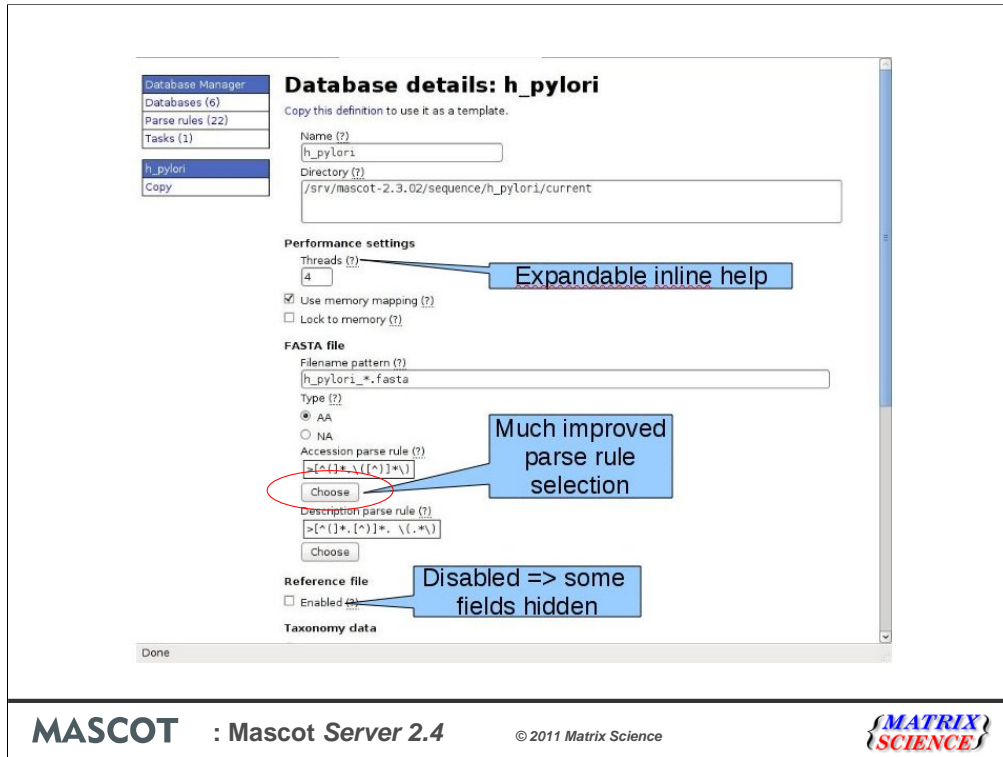 Database Manager
Databases (6)
Parse rules (22)
Tasks (1)
h_pylori
Copy
Database details: h_pylori
Copy this definition to use it as a template.
Name (?)
h_pylori
Directory (?)
/srv/mascot-2.3.02/sequence/h_pylori/current
Performance settings
Threads (?)
4
Expandable inline help
Use memory mapping (?)
Lock to memory (?)
FASTA file
Filename pattern (?)
h_pylori_*.fasta
Type (?)
AA
NA
Accession parse rule (?)
>[^(]*.\([^)]*\)
Choose
Much improved
parse rule
selection
Description parse rule (?)
>[^(]*.[^)]*. \(.*\)
Choose
Reference file
Enabled (?)
Disabled => some
fields hidden
Taxonomy data
Done
MASCOT : Mascot Server 2.4 © 2011 Matrix Science
MATRIX
SCIENCE